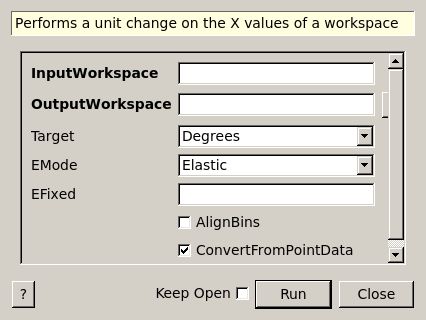 Performs a unit change on the X values of a workspace
InputWorkspace
OutputWorkspace
Target Degrees
EMode Elastic
EFixed
AlignBins
ConvertFromPointData
? Keep Open Run Close